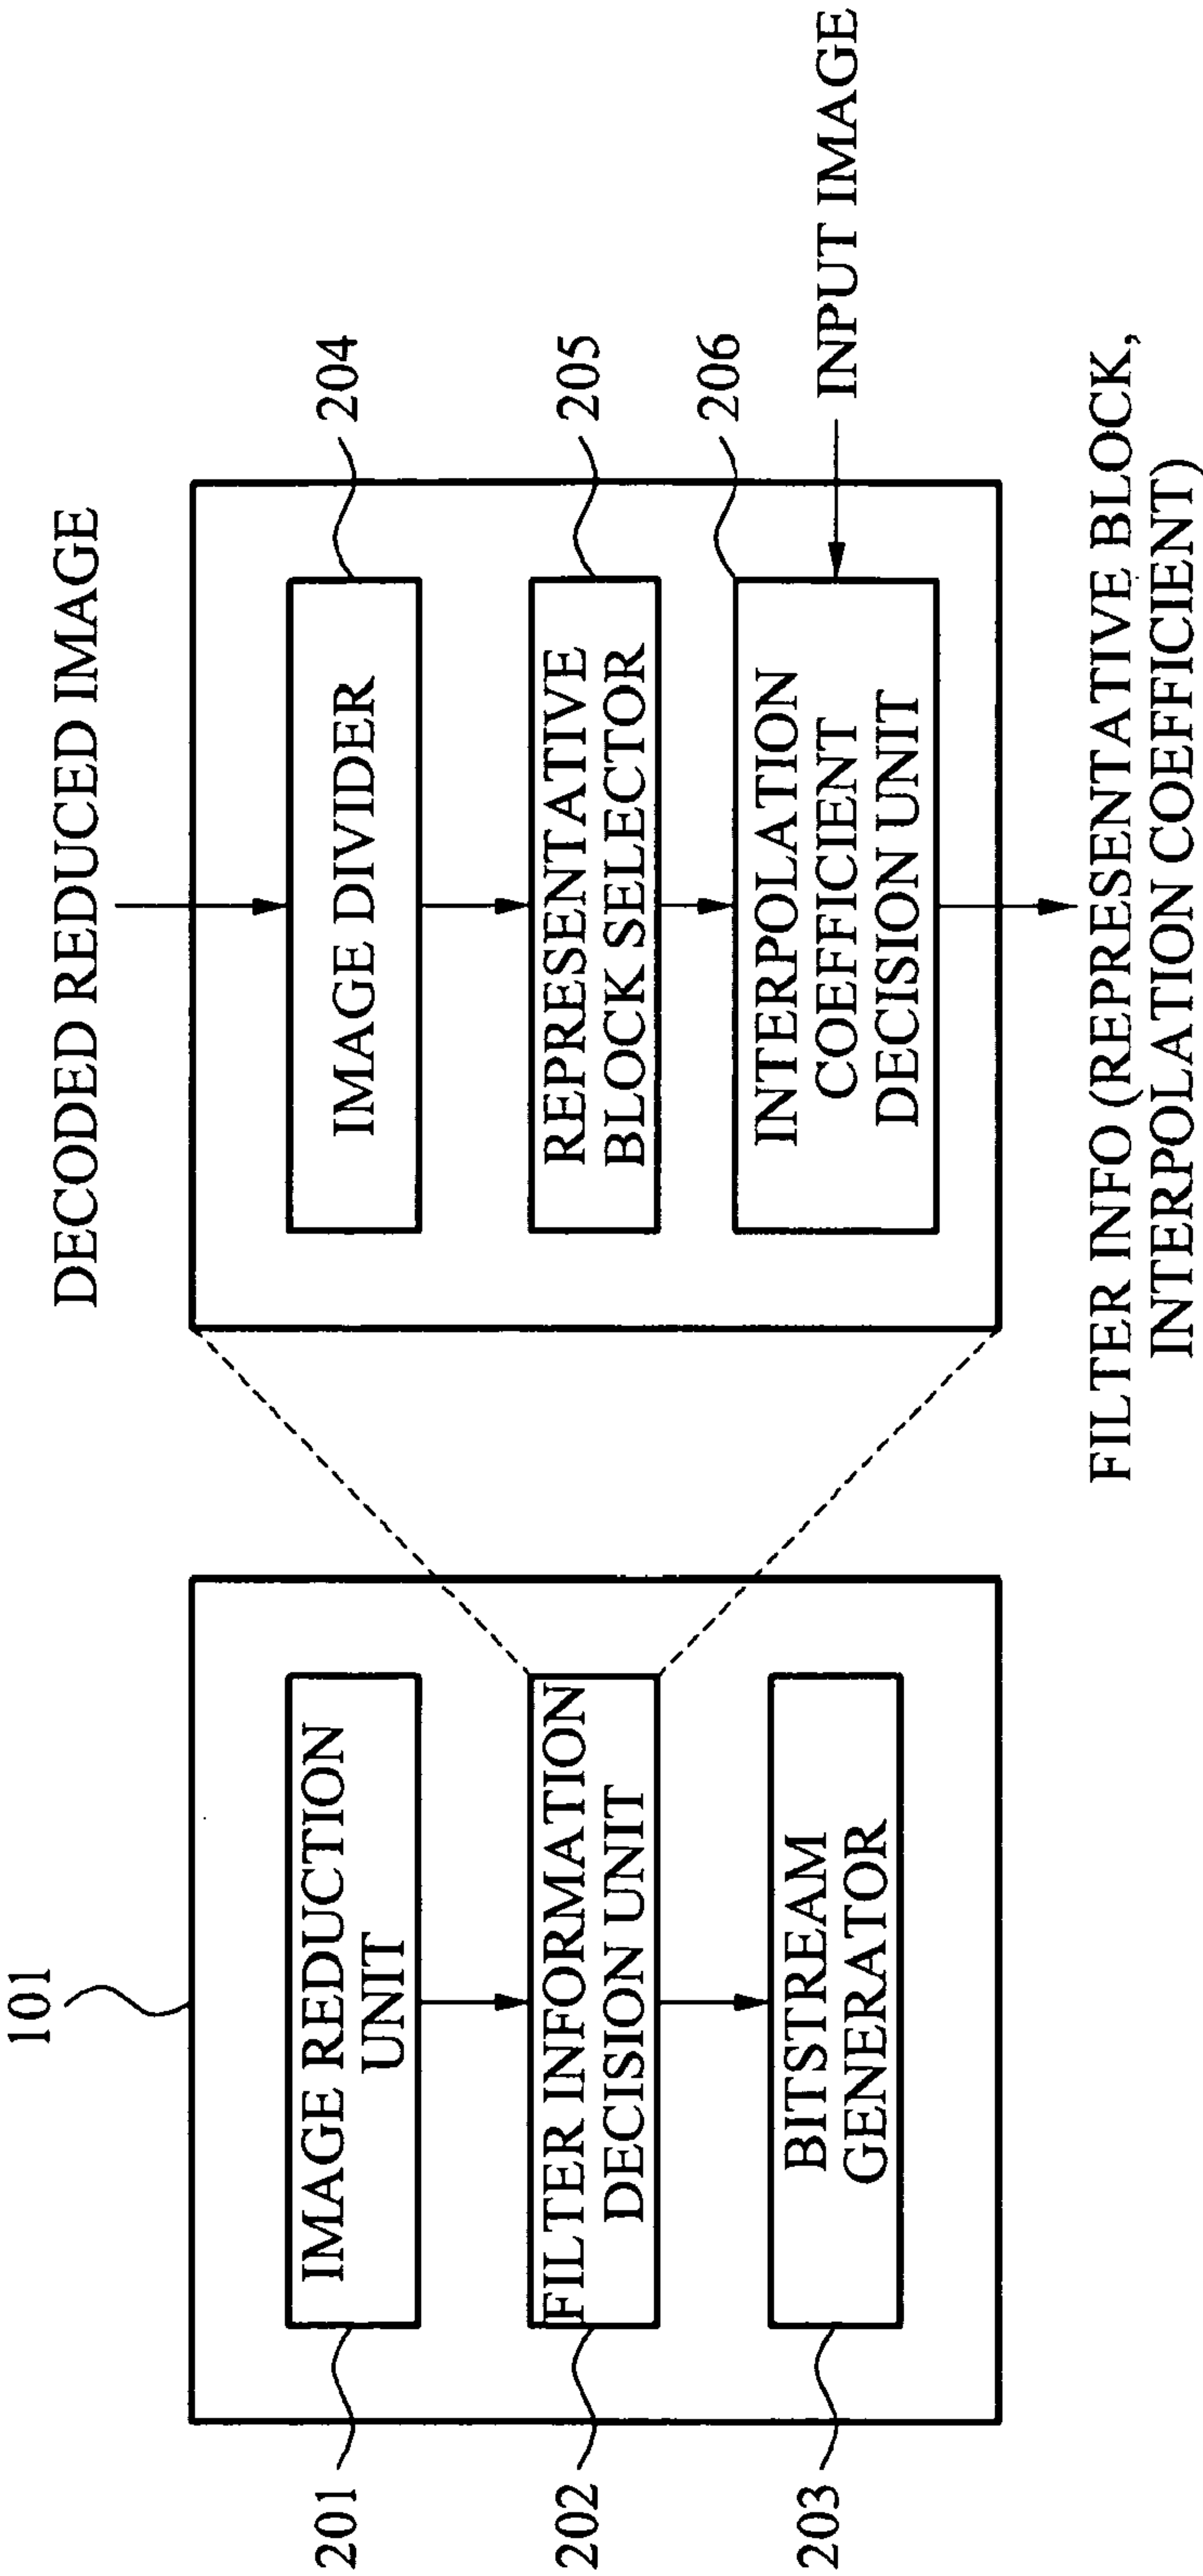 101
201
IMAGE REDUCTION
UNIT
202
FILTER INFORMATION
DECISION UNIT
203
BITSTREAM
GENERATOR
DECODED REDUCED IMAGE
IMAGE DIVIDER
204
REPRESENTATIVE
BLOCK SELECTOR
205
INTERPOLATION
COEFFICIENT
DECISION UNIT
206
INPUT IMAGE
FILTER INFO (REPRESENTATIVE BLOCK,
INTERPOLATION COEFFICIENT)